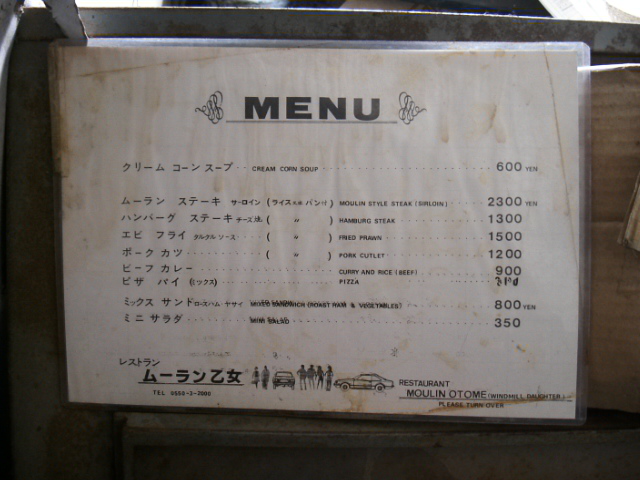 MENU
クリーム コーン スープ CREAM CORN SOUP 600 YEN
ムーラン ステーキ サーロイン (ライス又はパン付) MOULIN STYLE STEAK (SIRLOIN) 2300 YEN
ハンバーグ ステーキ チーズ焼 ( 〃 ) HAMBURG STEAK 1300
エビ フライ タルタルソース ( 〃 ) FRIED PRAWN 1500
ポーク カツ ( 〃 ) PORK CUTLET 1200
ビーフ カレー CURRY AND RICE (BEEF) 900
ピザ パイ (ミックス) PIZZA
ミックス サンド ロースハム ヤサイ MIXED SANDWICH (ROAST HAM & VEGETABLES) 800 YEN
ミニ サラダ MINI SALAD 350
レストラン
ムーラン乙女
TEL 0550-2-2000
RESTAURANT
MOULIN OTOME (WINDMILL DAUGHTER)
PLEASE TURN OVER